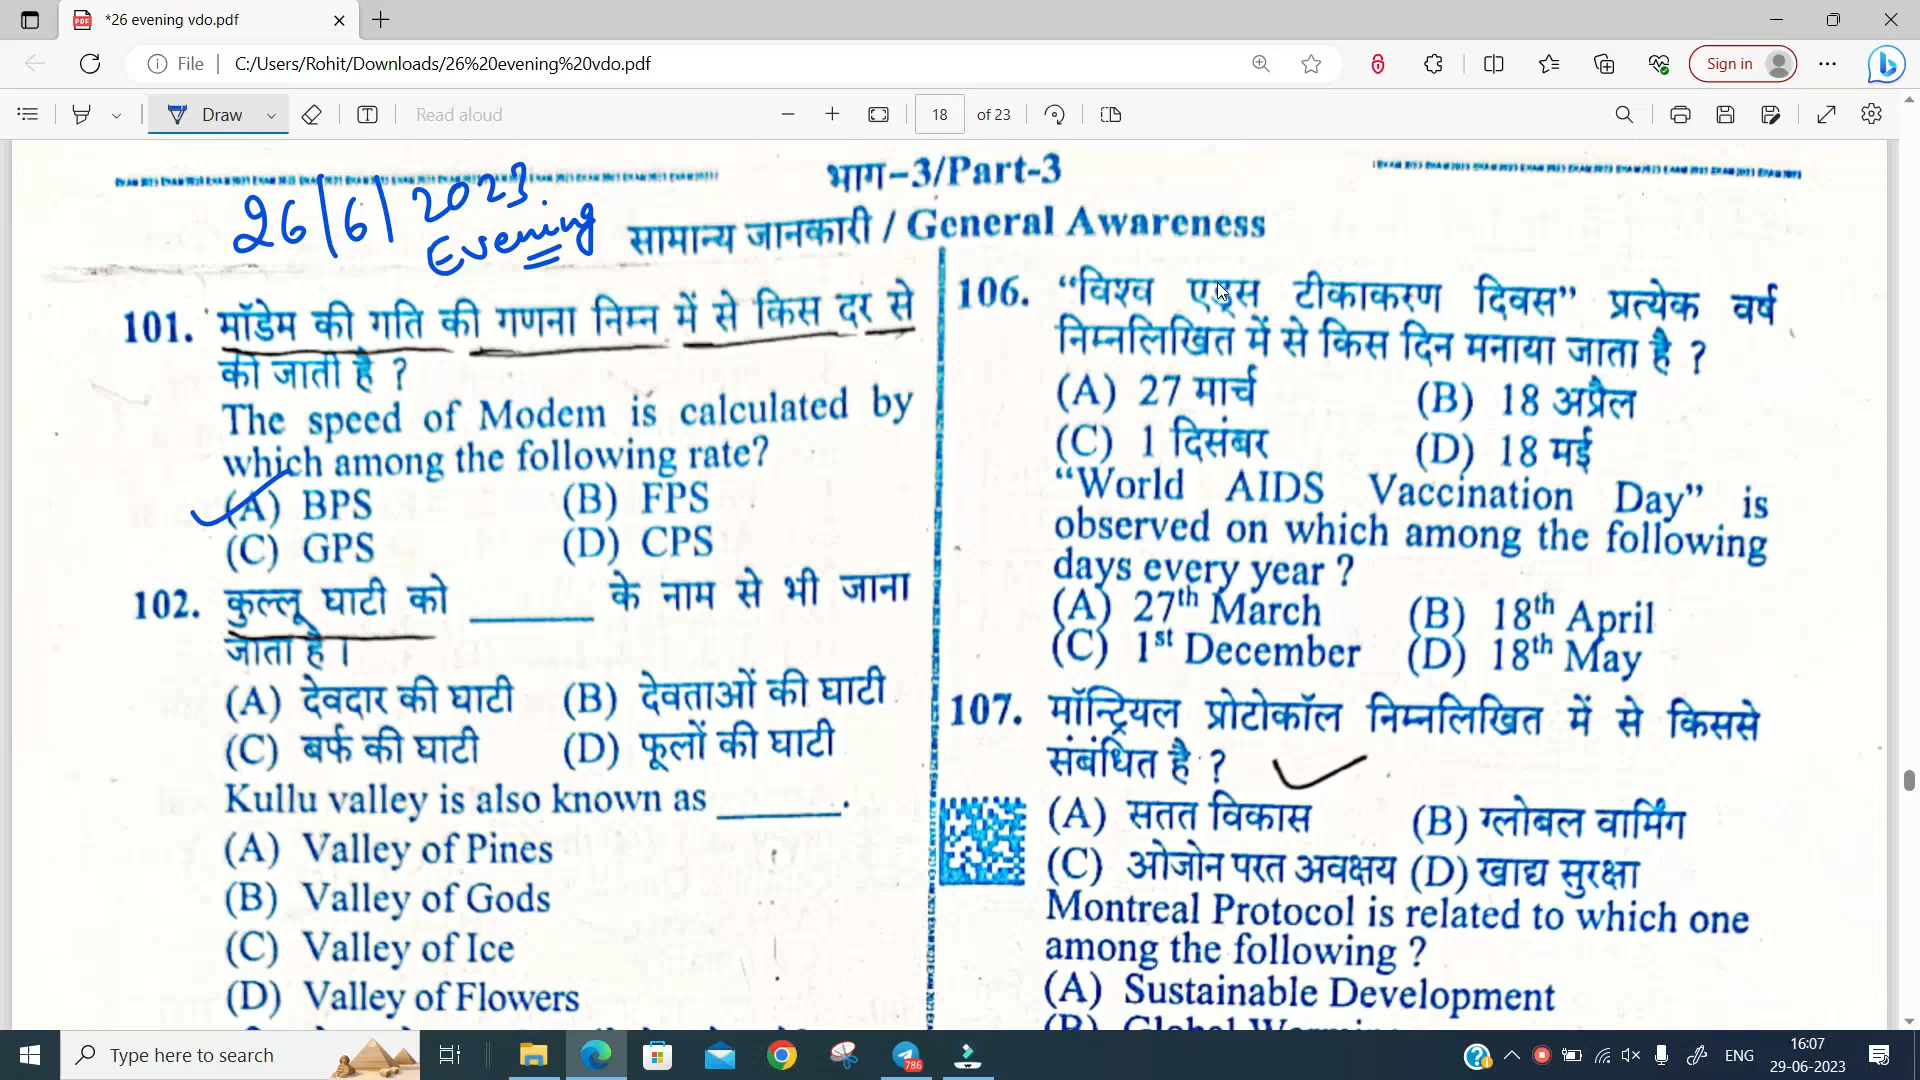 *26 evening vdo.pdf
File
C:/Users/Rohit/Downloads/26%20evening%20vdo.pdf
Sign in
Draw
Read aloud
18
of 23
भाग–3/Part-3
26/6/2023.
Evening
सामान्य जानकारी / General Awareness
101. मॉडेम की गति की गणना निम्न में से किस दर से
की जाती है ?
The speed of Modem is calculated by
which among the following rate?
(A) BPS (B) FPS
(C) GPS (D) CPS
102. कुल्लू घाटी को ______ के नाम से भी जाना
जाता है ।
(A) देवदार की घाटी (B) देवताओं की घाटी
(C) बर्फ की घाटी (D) फूलों की घाटी
Kullu valley is also known as ______.
(A) Valley of Pines
(B) Valley of Gods
(C) Valley of Ice
(D) Valley of Flowers
106. “विश्व एड्स टीकाकरण दिवस” प्रत्येक वर्ष
निम्नलिखित में से किस दिन मनाया जाता है ?
(A) 27 मार्च (B) 18 अप्रैल
(C) 1 दिसंबर (D) 18 मई
“World AIDS Vaccination Day” is
observed on which among the following
days every year ?
(A) 27th March (B) 18th April
(C) 1st December (D) 18th May
107. मॉन्ट्रियल प्रोटोकॉल निम्नलिखित में से किससे
संबंधित है ?
(A) सतत विकास (B) ग्लोबल वार्मिंग
(C) ओजोन परत अवक्षय (D) खाद्य सुरक्षा
Montreal Protocol is related to which one
among the following ?
(A) Sustainable Development
(B) Global Warming
Type here to search
786
ENG
16:07
29-06-2023